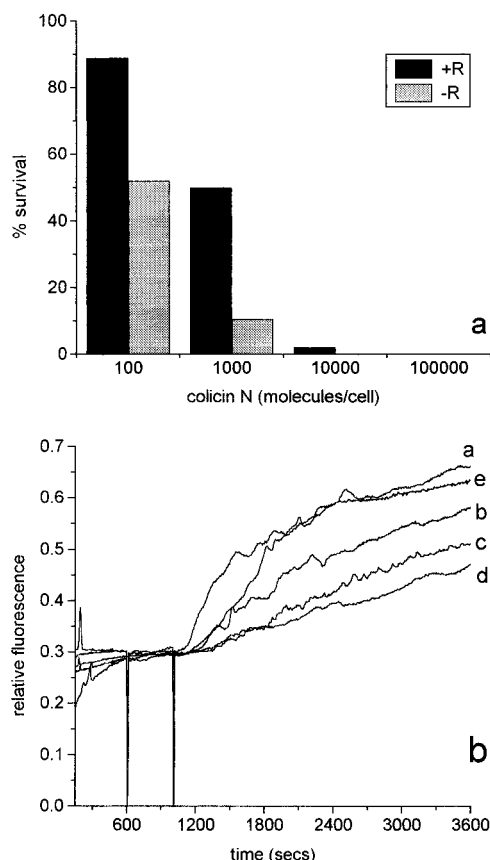 100
80
60
40
20
0
% survival
+R
-R
a
100
1000
10000
100000
colicin N (molecules/cell)
0.7
0.6
0.5
0.4
0.3
0.2
0.1
0.0
relative fluorescence
a
e
b
c
d
b
600
1200
1800
2400
3000
3600
time (secs)